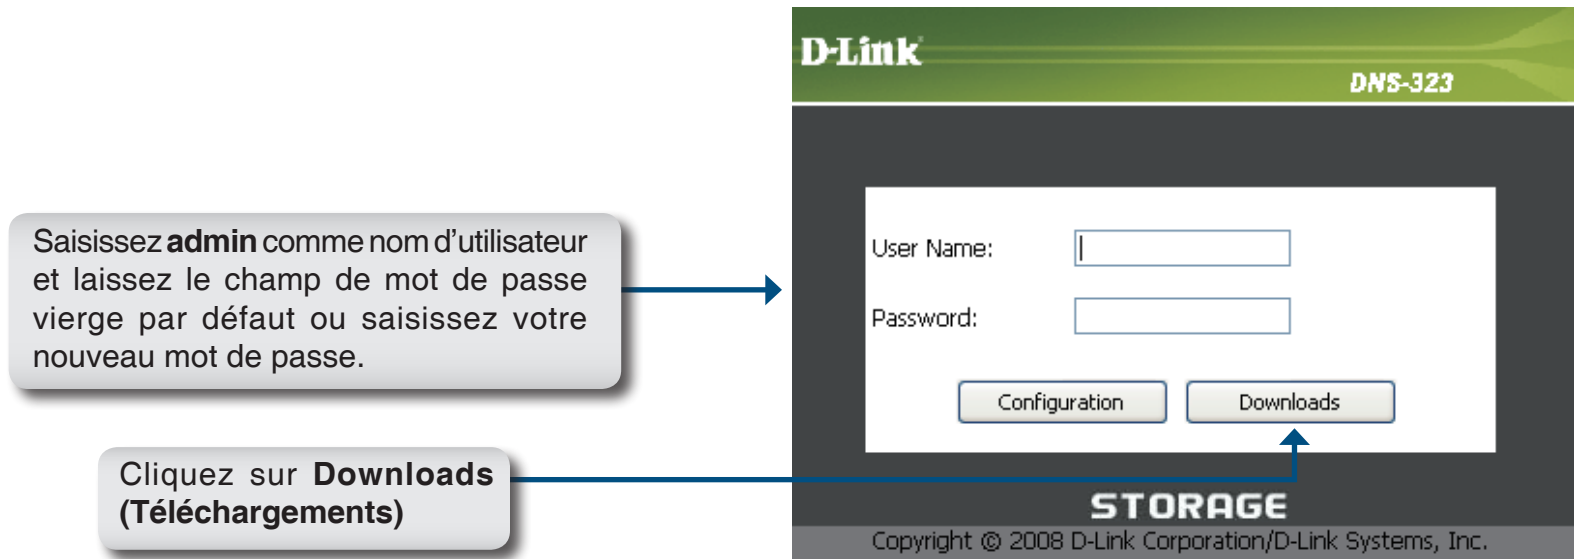 D-Link
DNS-323
Saisissez admin comme nom d'utilisateur
et laissez le champ de mot de passe
vierge par défaut ou saisissez votre
nouveau mot de passe.
User Name:
Password:
Configuration Downloads
Cliquez sur Downloads
(Téléchargements)
STORAGE
Copyright © 2008 D-Link Corporation/D-Link Systems, Inc.